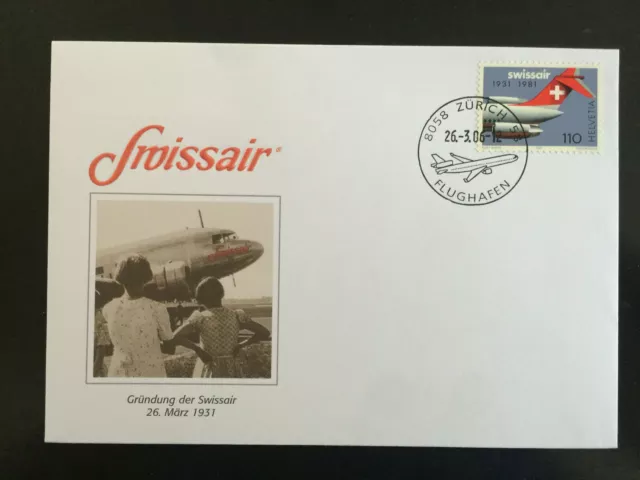 swissair
1931 1981
110
HELVETIA
8058 ZÜRICH 58
26.-3.06-12
FLUGHAFEN
Swissair
Gründung der Swissair
26. März 1931